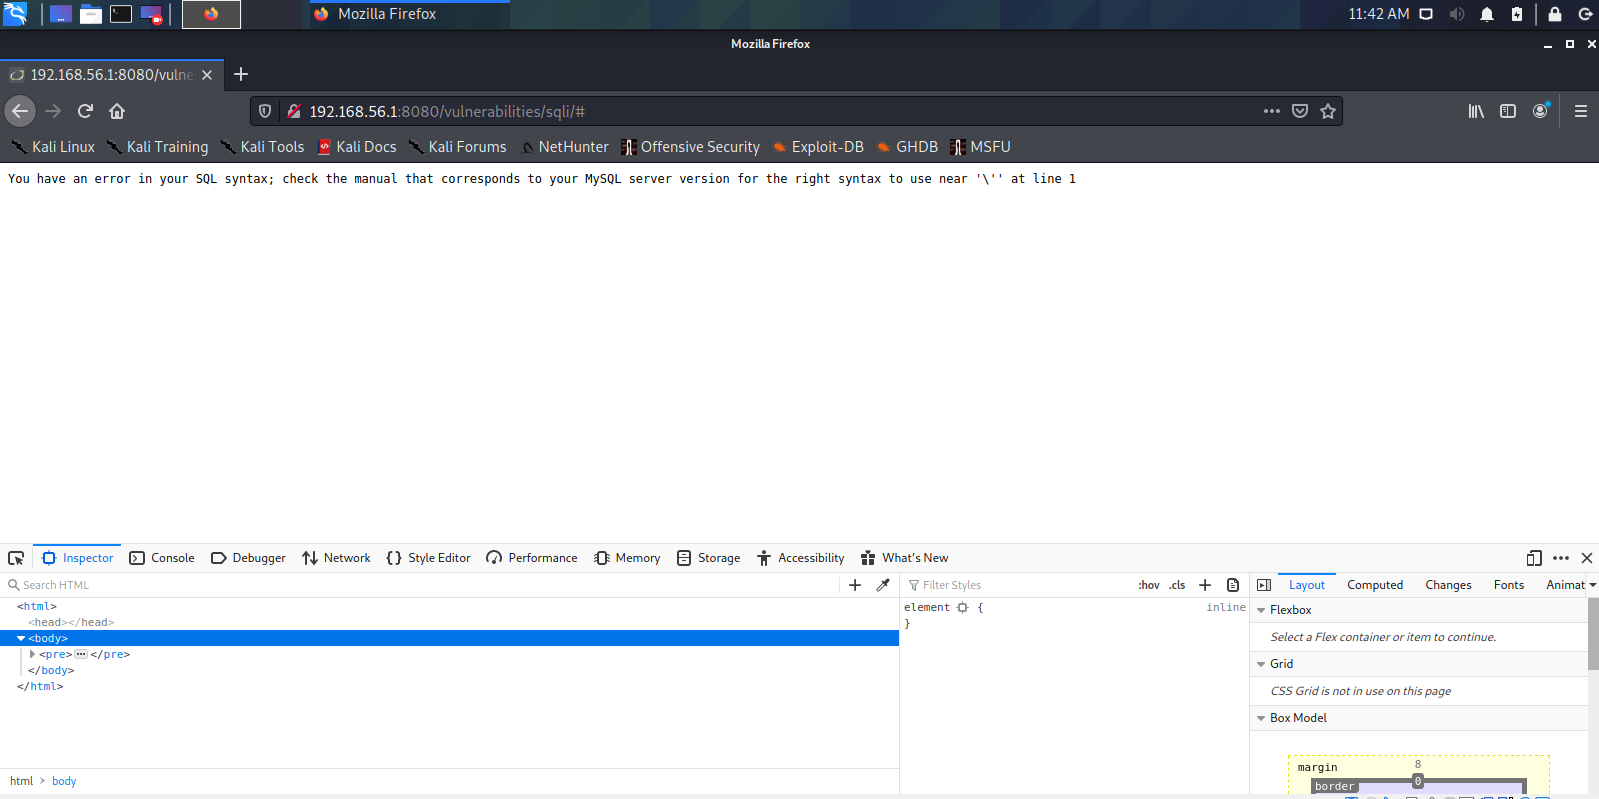 Mozilla Firefox
11:42 AM
Mozilla Firefox
192.168.56.1:8080/vulne
192.168.56.1:8080/vulnerabilities/sqli/#
Kali Linux Kali Training Kali Tools Kali Docs Kali Forums NetHunter Offensive Security Exploit-DB GHDB MSFU
You have an error in your SQL syntax; check the manual that corresponds to your MySQL server version for the right syntax to use near '\'' at line 1
Inspector Console Debugger Network Style Editor Performance Memory Storage Accessibility What's New
Search HTML
Filter Styles :hov .cls
Layout Computed Changes Fonts Animat
<html>
<head></head>
<body>
<pre>•••</pre>
</body>
</html>
html > body
element { inline
}
Flexbox
Select a Flex container or item to continue.
Grid
CSS Grid is not in use on this page
Box Model
margin 8
border 0